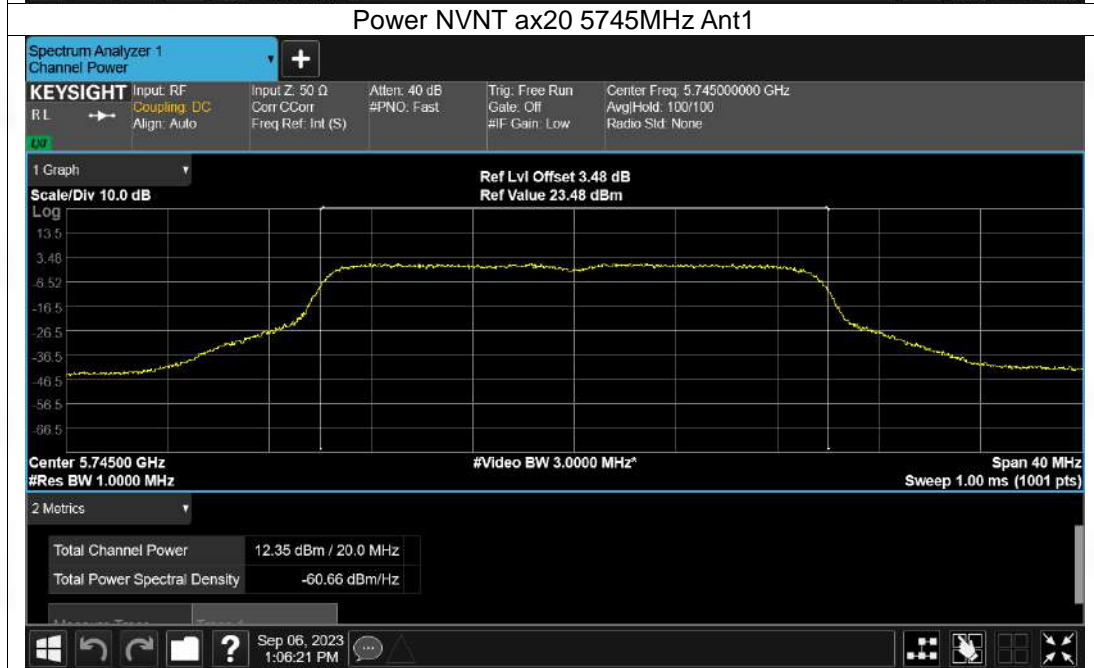 Power NVNT ax20 5745MHz Ant1
Spectrum Analyzer 1
Channel Power
+
KEYSIGHT
RL
LXI
Input: RF
Coupling: DC
Align: Auto
Input Z: 50 Ω
Corr CCorr
Freq Ref: Int (S)
Atten: 40 dB
#PNO: Fast
Trig: Free Run
Gate: Off
#IF Gain: Low
Center Freq: 5.745000000 GHz
Avg|Hold: 100/100
Radio Std: None
1 Graph
Scale/Div 10.0 dB
Ref Lvl Offset 3.48 dB
Ref Value 23.48 dBm
Log
13.5
3.48
-6.52
-16.5
-26.5
-36.5
-46.5
-56.5
-66.5
Center 5.74500 GHz
#Res BW 1.0000 MHz
#Video BW 3.0000 MHz*
Span 40 MHz
Sweep 1.00 ms (1001 pts)
2 Metrics
Total Channel Power 12.35 dBm / 20.0 MHz
Total Power Spectral Density -60.66 dBm/Hz
?
Sep 06, 2023
1:06:21 PM